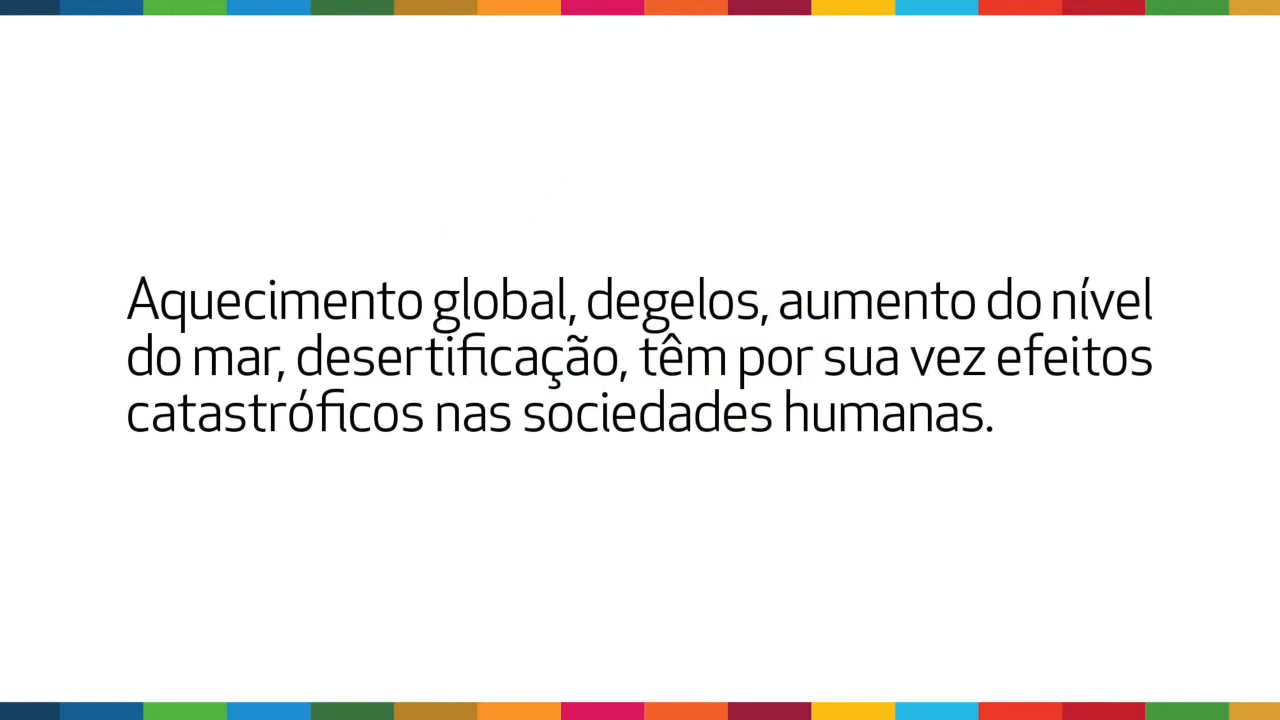 Aquecimento global, degelos, aumento do nível
do mar, desertificação, têm por sua vez efeitos
catastróficos nas sociedades humanas.